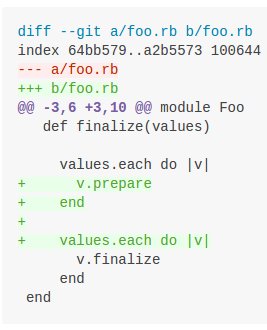 diff --git a/foo.rb b/foo.rb
index 64bb579..a2b5573 100644
--- a/foo.rb
+++ b/foo.rb
@@ -3,6 +3,10 @@ module Foo
   def finalize(values)

     values.each do |v|
+      v.prepare
+    end
+
+    values.each do |v|
       v.finalize
     end
 end